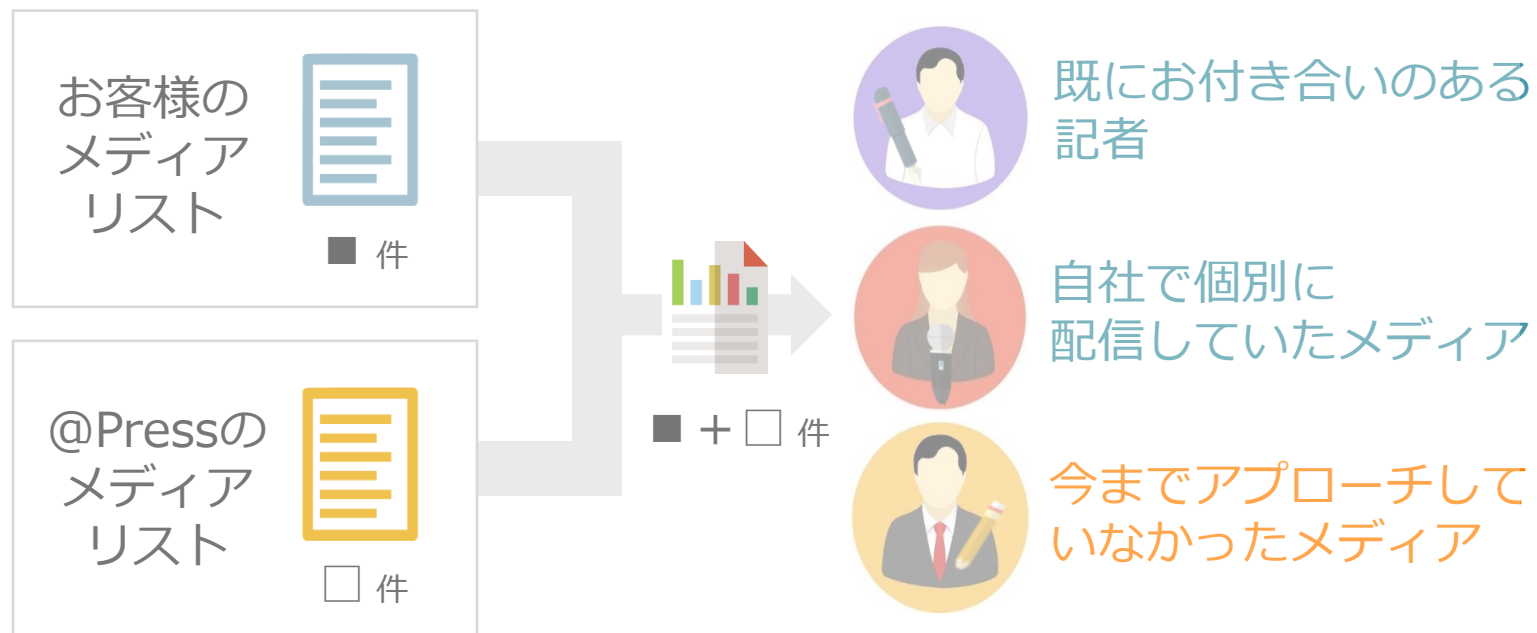 お客様の
メディア
リスト
■ 件
@Pressの
メディア
リスト
□ 件
■ + □ 件
既にお付き合いのある
記者
自社で個別に
配信していたメディア
今までアプローチして
いなかったメディア